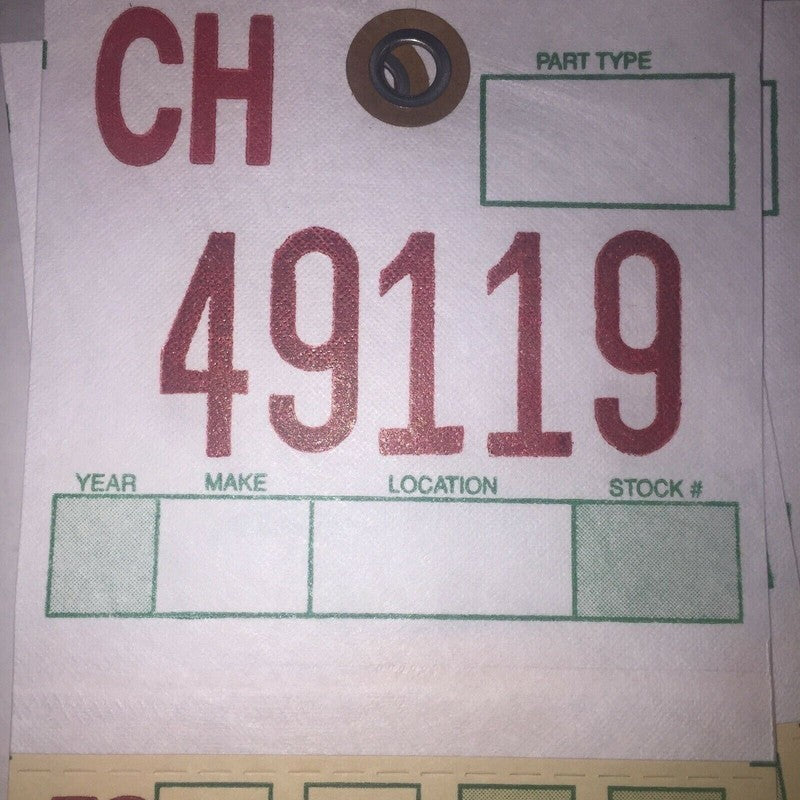 CH
PART TYPE
49119
YEAR MAKE LOCATION STOCK #